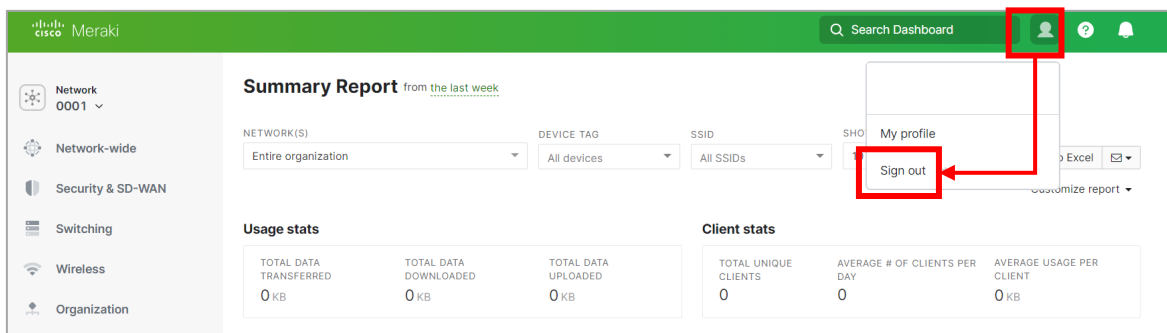 cisco Meraki
Search Dashboard
?
Network
0001
Network-wide
Security & SD-WAN
Switching
Wireless
Organization
Summary Report from the last week
NETWORK(S)
DEVICE TAG
SSID
SHO
Entire organization
All devices
All SSIDs
Excel
Customize report
My profile
Sign out
Usage stats
TOTAL DATA
TRANSFERRED
0 KB
TOTAL DATA
DOWNLOADED
0 KB
TOTAL DATA
UPLOADED
0 KB
Client stats
TOTAL UNIQUE
CLIENTS
0
AVERAGE # OF CLIENTS PER
DAY
0
AVERAGE USAGE PER
CLIENT
0 KB